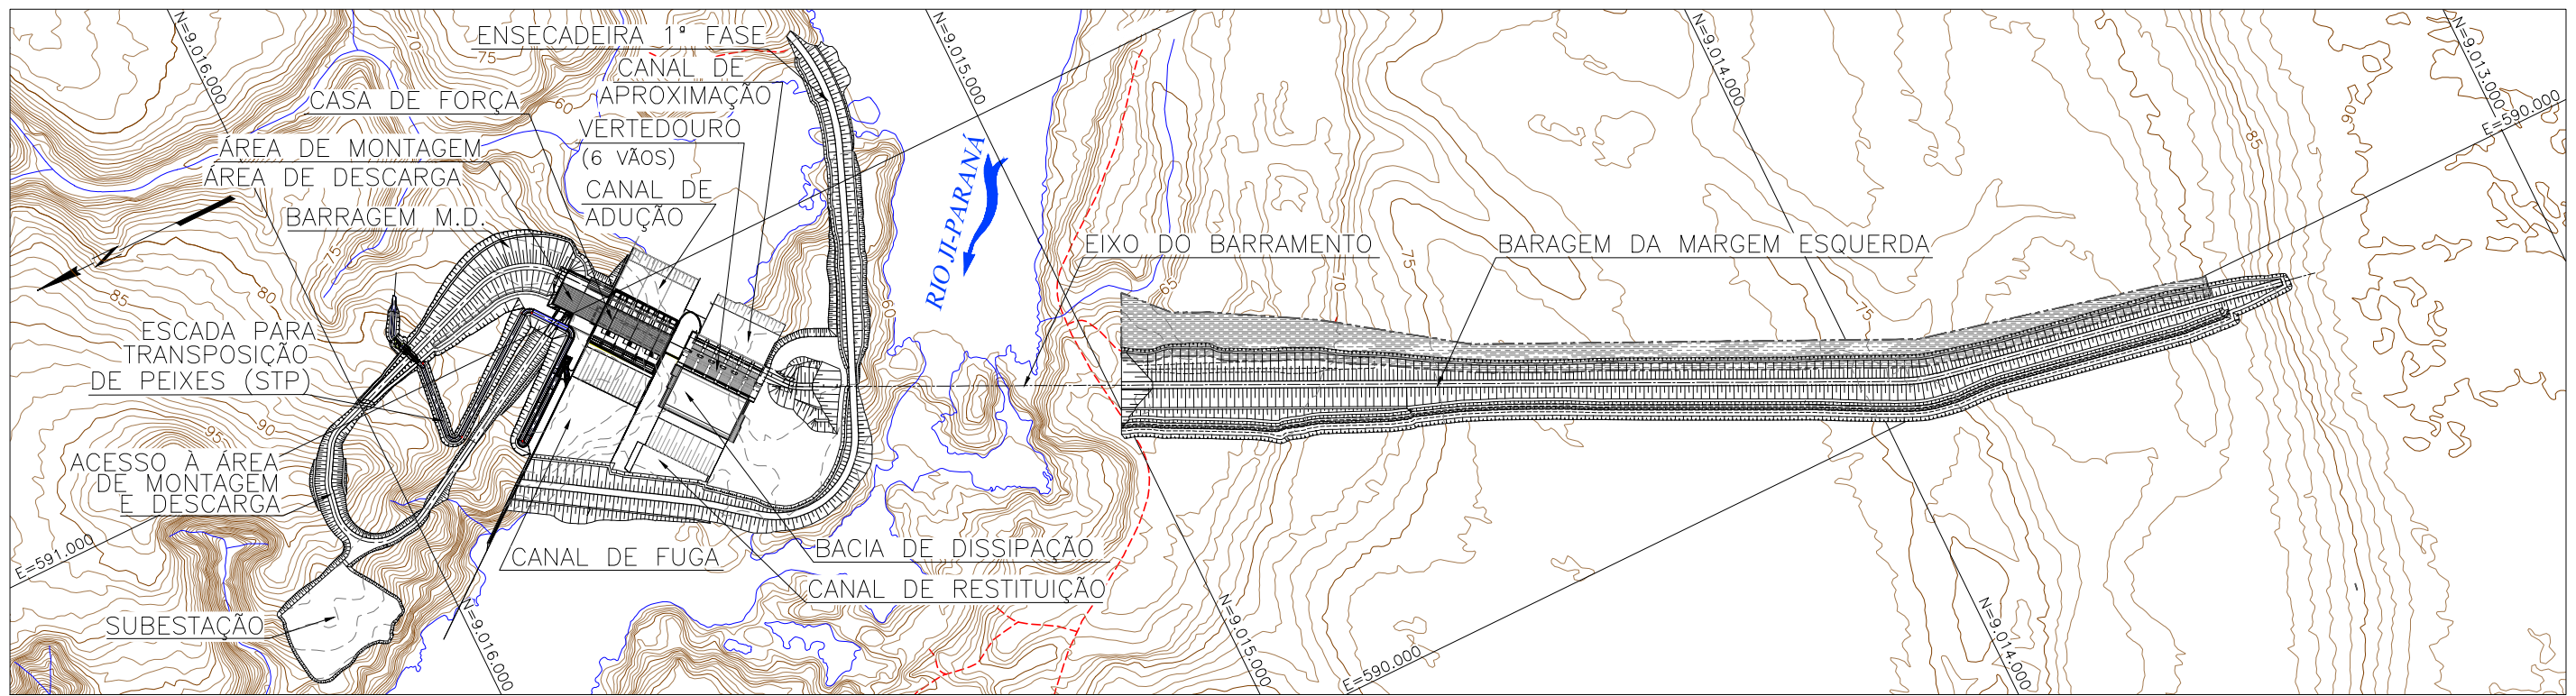 ENSECADEIRA 1ª FASE
CANAL DE
APROXIMAÇÃO
CASA DE FORÇA
VERTEDOURO
(6 VÃOS)
ÁREA DE MONTAGEM
ÁREA DE DESCARGA
CANAL DE
ADUÇÃO
BARRAGEM M.D.
RIO JI-PARANÁ
EIXO DO BARRAMENTO
BARAGEM DA MARGEM ESQUERDA
ESCADA PARA
TRANSPOSIÇÃO
DE PEIXES (STP)
ACESSO À ÁREA
DE MONTAGEM
E DESCARGA
CANAL DE FUGA
BACIA DE DISSIPAÇÃO
CANAL DE RESTITUIÇÃO
SUBESTAÇÃO
N=9.016.000
N=9.015.000
N=9.014.000
N=9.013.000
E=590.000
E=591.000
N=9.016.000
N=9.015.000
E=590.000
N=9.014.000
70
75
60
75
85
80
90
95
60
65
70
75
75
85
90